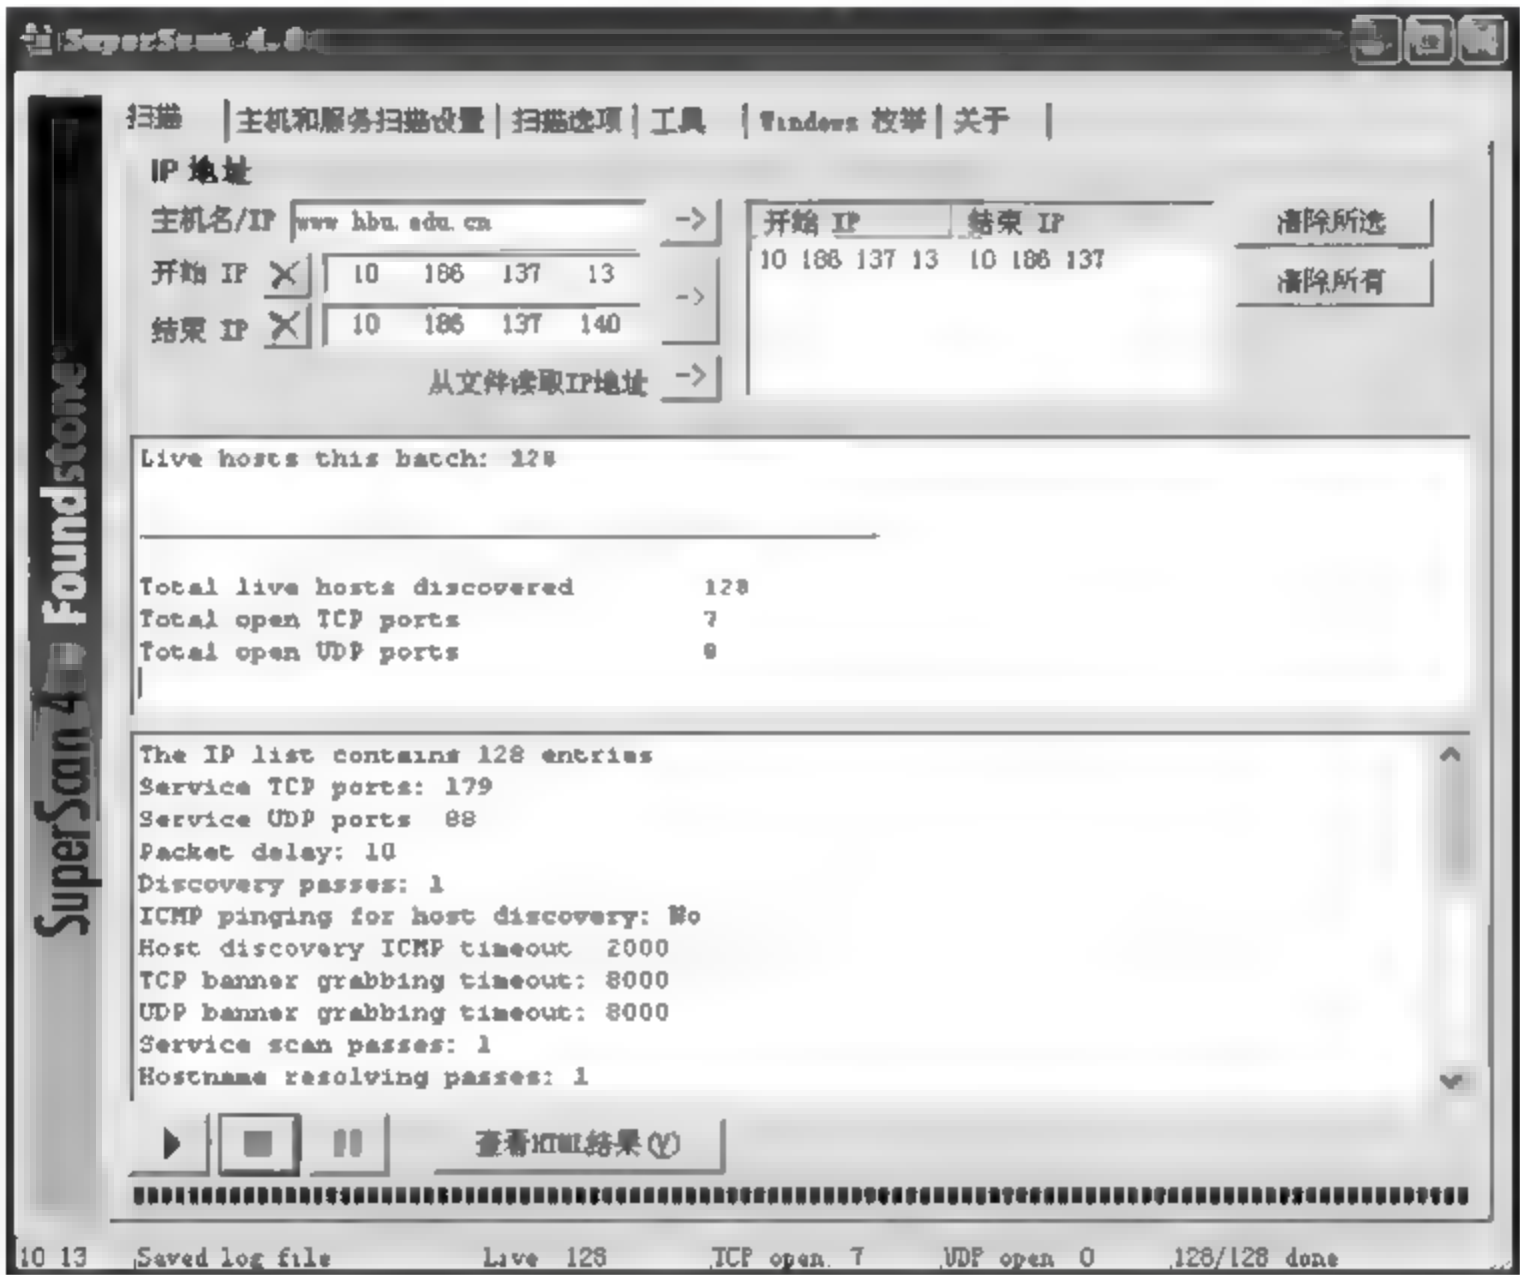 SuperScan 4.0
扫描 主机和服务扫描设置 扫描选项 工具 Windows 枚举 关于
IP 地址
主机名/IP www hbu. edu. cn -> 开始 IP 结束 IP 清除所选
开始 IP 10 186 137 13 -> 10 186 137 13 10 186 137 清除所有
结束 IP 10 186 137 140
从文件读取IP地址 ->
Live hosts this batch: 128
Total live hosts discovered 128
Total open TCP ports 7
Total open UDP ports 0
The IP list contains 128 entries
Service TCP ports: 179
Service UDP ports 88
Packet delay: 10
Discovery passes: 1
ICMP pinging for host discovery: No
Host discovery ICMP timeout 2000
TCP banner grabbing timeout: 8000
UDP banner grabbing timeout: 8000
Service scan passes: 1
Hostname resolving passes: 1
查看HTML结果(V)
10 13 Saved log file Live 128 TCP open. 7 UDP open 0 128/128 done
SuperScan 4 Foundstone